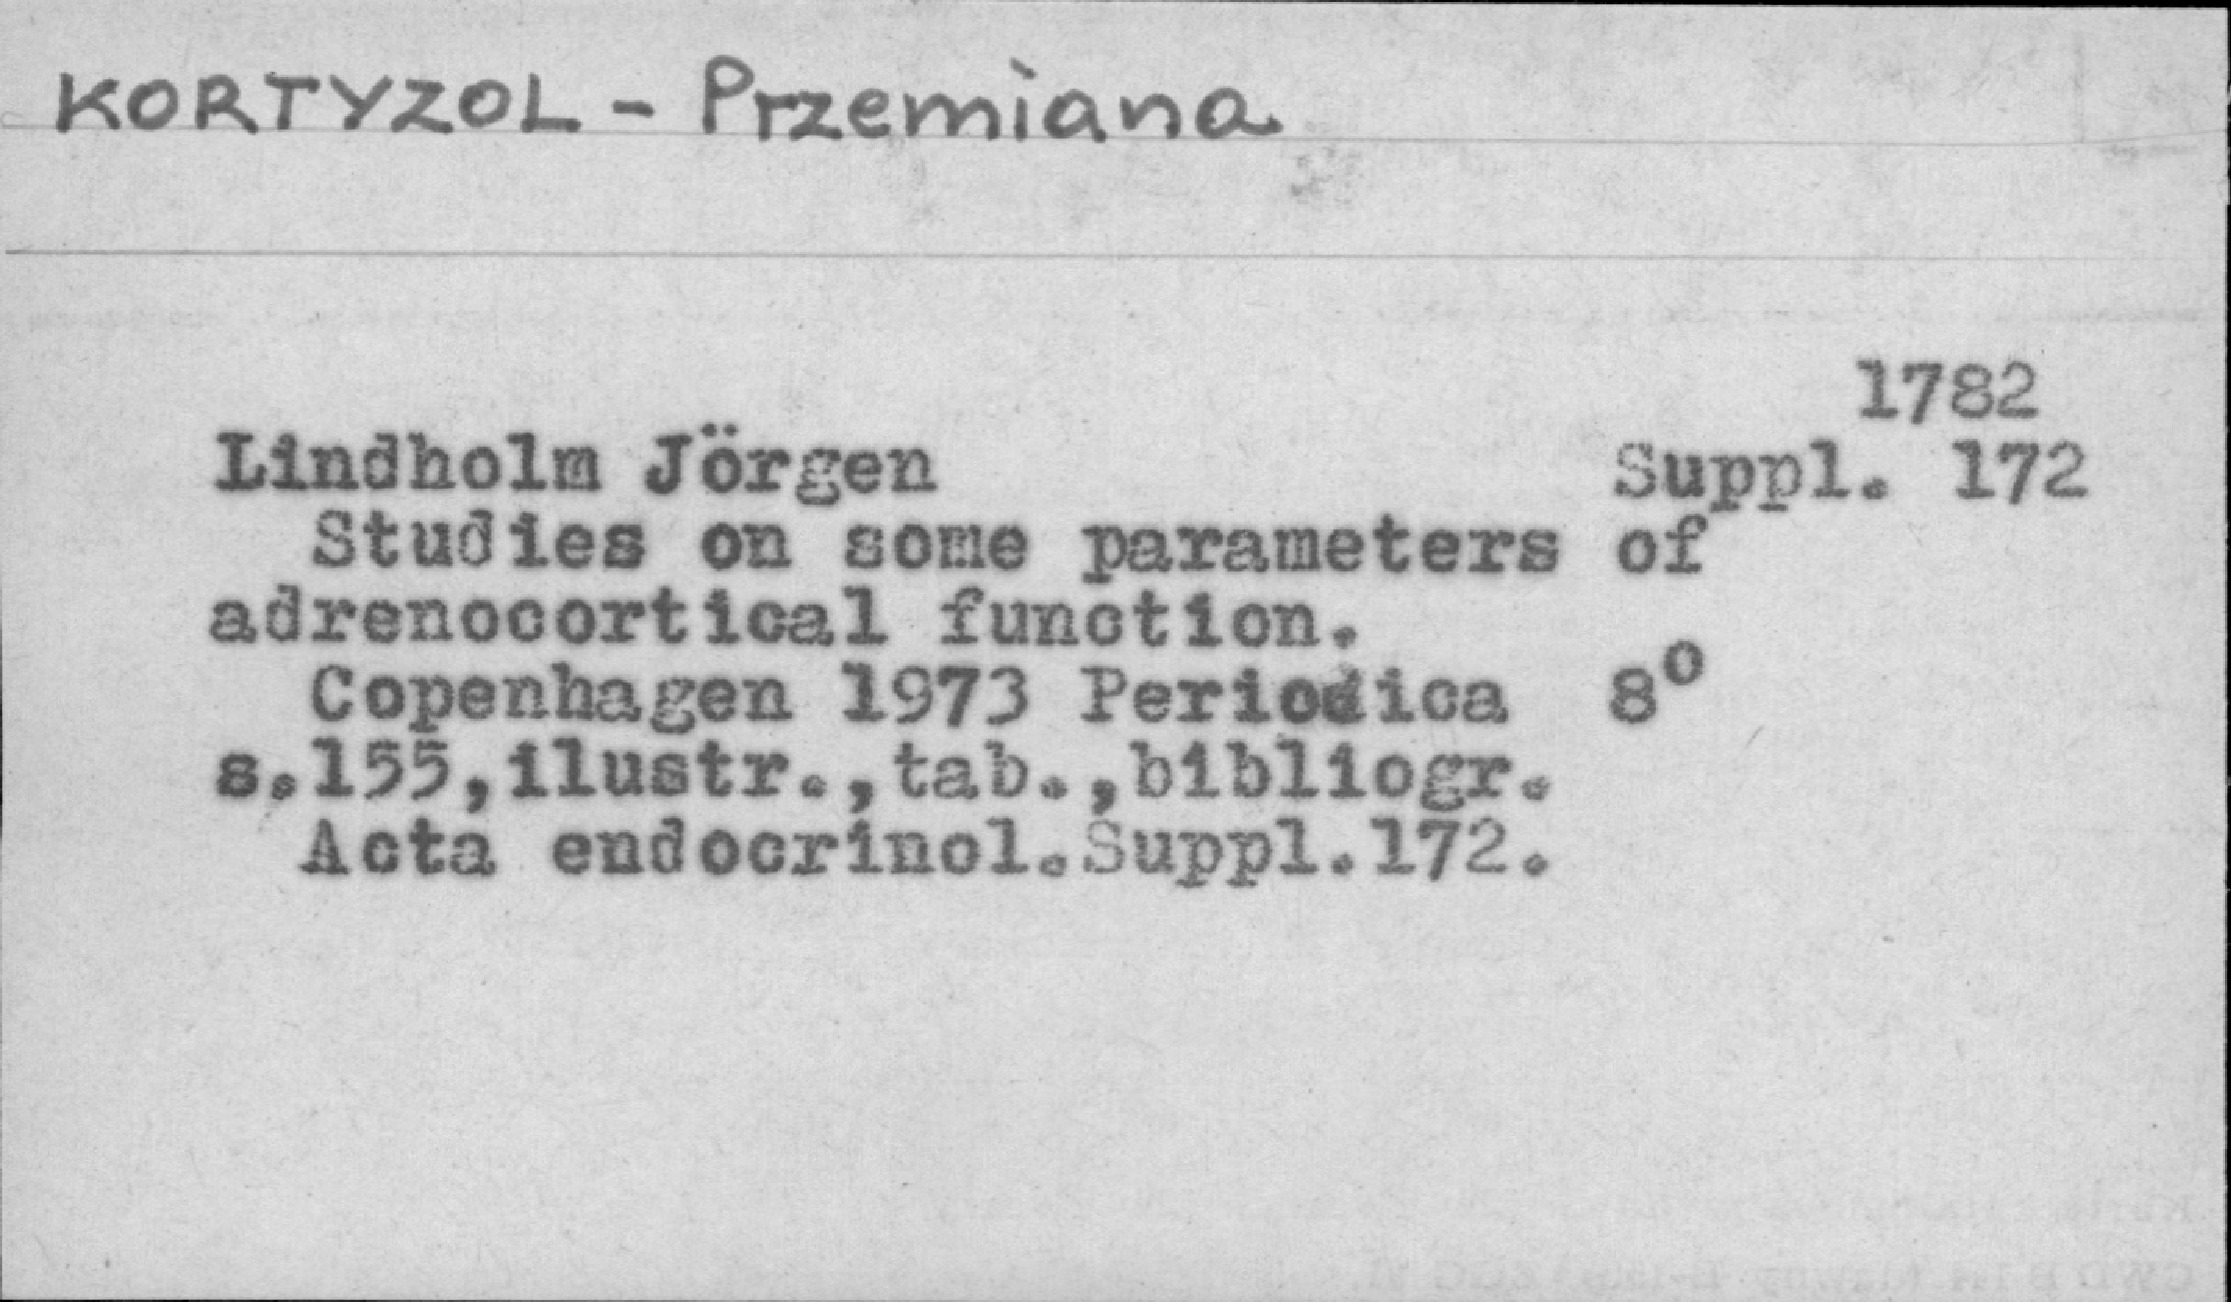 KORTYZOL - Przemiana
1782
Lindholm Jörgen Suppl. 172
Studies on some parameters of
adrenocortical function.
Copenhagen 1973 Periodica 8°
s.155,ilustr.,tab.,bibliogr.
Acta endocrinol.Suppl.172.